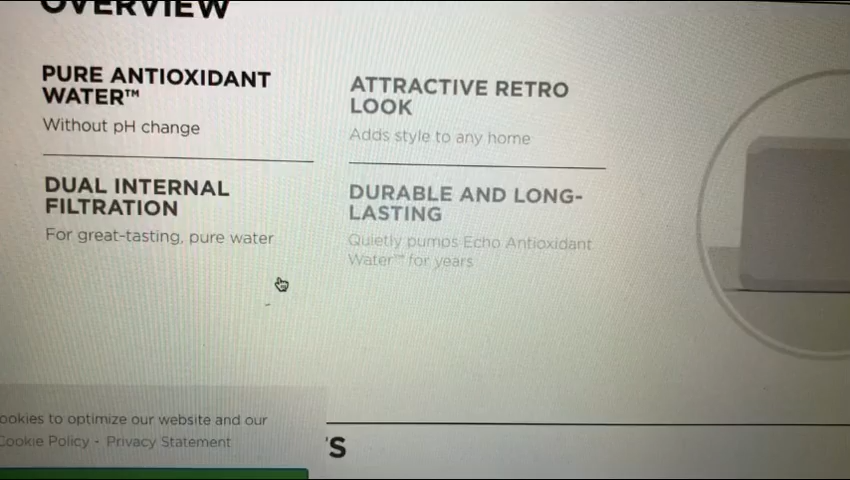 OVERVIEW
PURE ANTIOXIDANT
WATER™
Without pH change
DUAL INTERNAL
FILTRATION
For great-tasting, pure water
ATTRACTIVE RETRO
LOOK
Adds style to any home
DURABLE AND LONG-
LASTING
Quietly pumps Echo Antioxidant
Water™ for years
ookies to optimize our website and our
Cookie Policy - Privacy Statement
'S